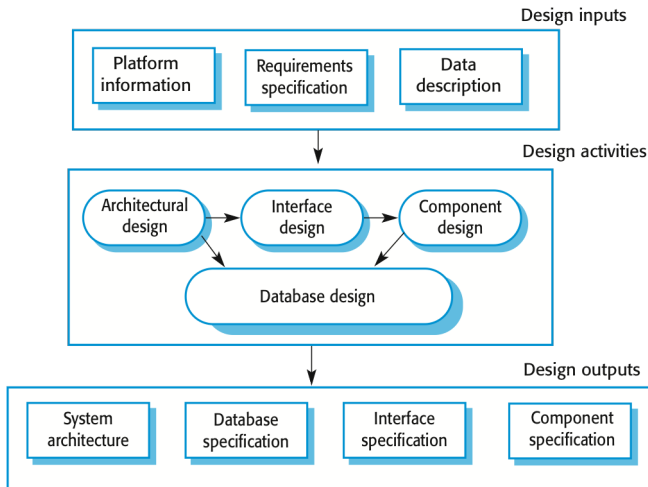 Design inputs
Platform
information
Requirements
specification
Data
description
Design activities
Architectural
design
Interface
design
Component
design
Database design
Design outputs
System
architecture
Database
specification
Interface
specification
Component
specification